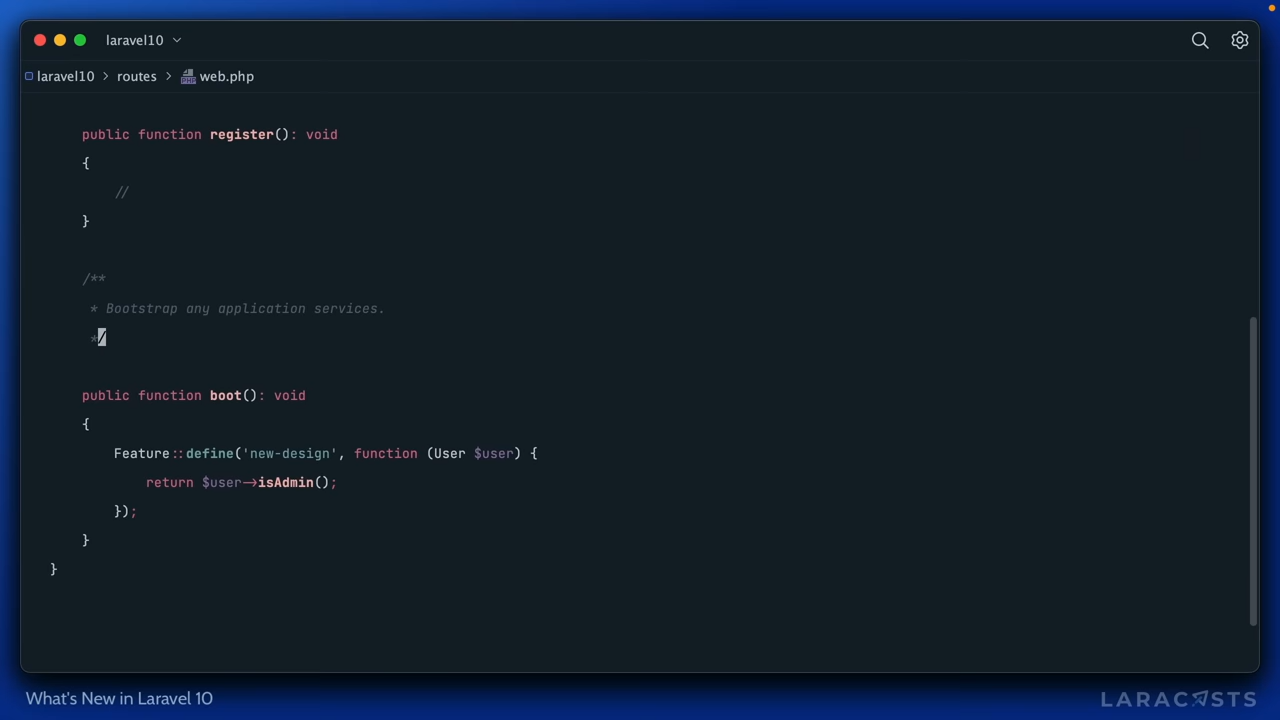 laravel10
laravel10 > routes > web.php
public function register(): void
{
//
}
/**
* Bootstrap any application services.
*/
public function boot(): void
{
Feature::define('new-design', function (User $user) {
return $user->isAdmin();
});
}
}
What's New in Laravel 10
LARACASTS